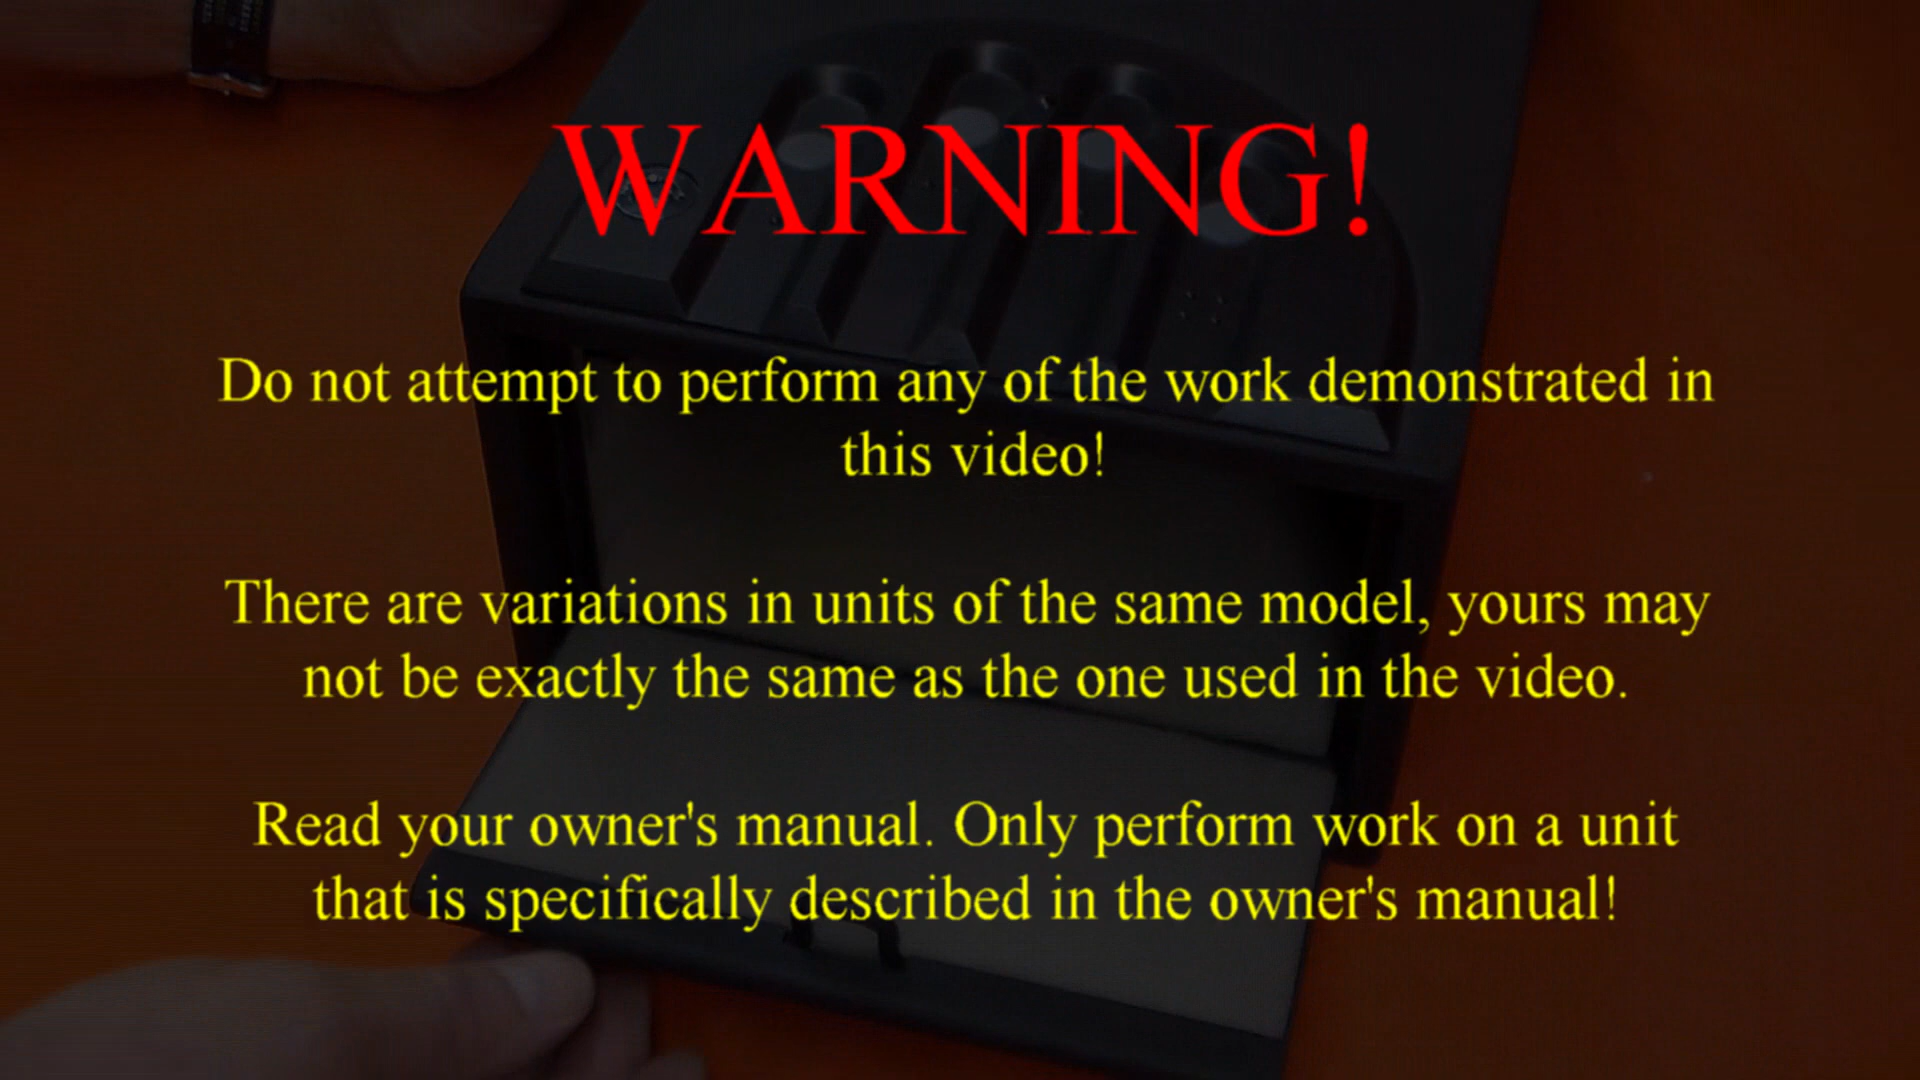 WARNING!
Do not attempt to perform any of the work demonstrated in
this video!
There are variations in units of the same model, yours may
not be exactly the same as the one used in the video.
Read your owner's manual. Only perform work on a unit
that is specifically described in the owner's manual!